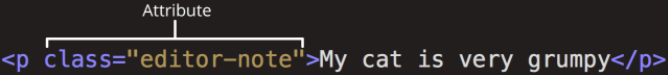 Attribute
<p class="editor-note">My cat is very grumpy</p>